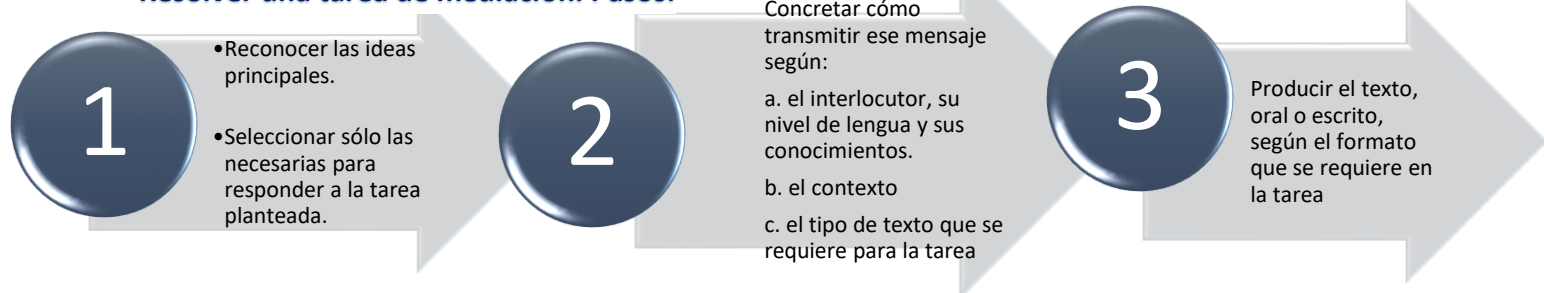 Resolver una tarea de mediación. Pasos.
1
•Reconocer las ideas
principales.
•Seleccionar sólo las
necesarias para
responder a la tarea
planteada.
2
Concretar cómo
transmitir ese mensaje
según:
a. el interlocutor, su
nivel de lengua y sus
conocimientos.
b. el contexto
c. el tipo de texto que se
requiere para la tarea
3
Producir el texto,
oral o escrito,
según el formato
que se requiere en
la tarea